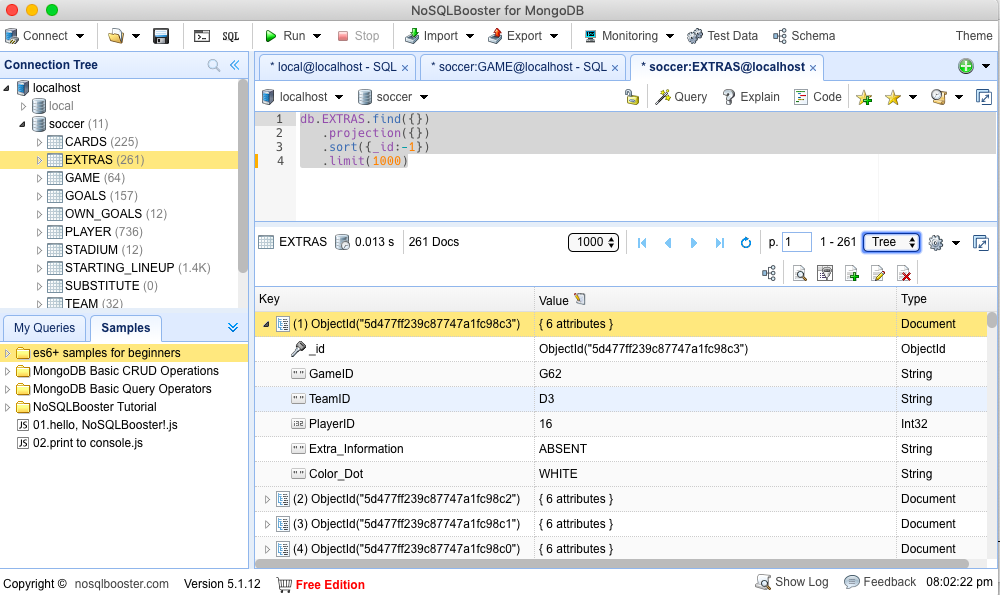 NoSQLBooster for MongoDB
Connect Run Stop Import Export Monitoring Test Data Schema Theme
SQL
Connection Tree
localhost
local
soccer (11)
CARDS (225)
EXTRAS (261)
GAME (64)
GOALS (157)
OWN_GOALS (12)
PLAYER (736)
STADIUM (12)
STARTING_LINEUP (1.4K)
SUBSTITUTE (0)
TEAM (32)
My Queries Samples
es6+ samples for beginners
MongoDB Basic CRUD Operations
MongoDB Basic Query Operators
NoSQLBooster Tutorial
JS 01.hello, NoSQLBooster!.js
JS 02.print to console.js
* local@localhost - SQL × * soccer:GAME@localhost - SQL × * soccer:EXTRAS@localhost ×
localhost soccer Query Explain Code
1 db.EXTRAS.find({})
2 .projection({})
3 .sort({_id:-1})
4 .limit(1000)
EXTRAS 0.013 s 261 Docs 1000 p. 1 1 - 261 Tree
Key Value Type
(1) ObjectId("5d477ff239c87747a1fc98c3") { 6 attributes } Document
_id ObjectId("5d477ff239c87747a1fc98c3") ObjectId
" " GameID G62 String
" " TeamID D3 String
i32 PlayerID 16 Int32
" " Extra_Information ABSENT String
" " Color_Dot WHITE String
(2) ObjectId("5d477ff239c87747a1fc98c2") { 6 attributes } Document
(3) ObjectId("5d477ff239c87747a1fc98c1") { 6 attributes } Document
(4) ObjectId("5d477ff239c87747a1fc98c0") { 6 attributes } Document
Copyright © nosqlbooster.com Version 5.1.12 Free Edition Show Log Feedback 08:02:22 pm